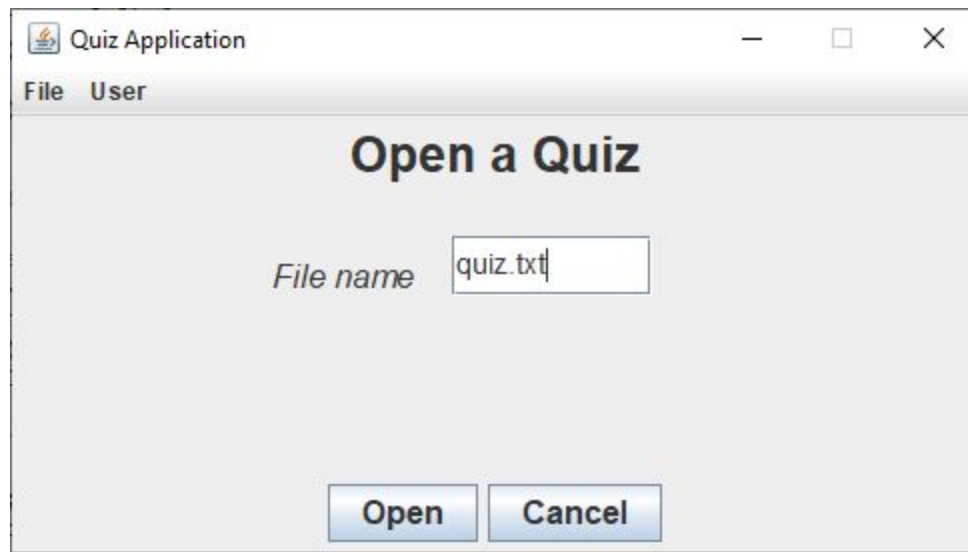 Quiz Application
File User
Open a Quiz
File name quiz.txt
Open Cancel